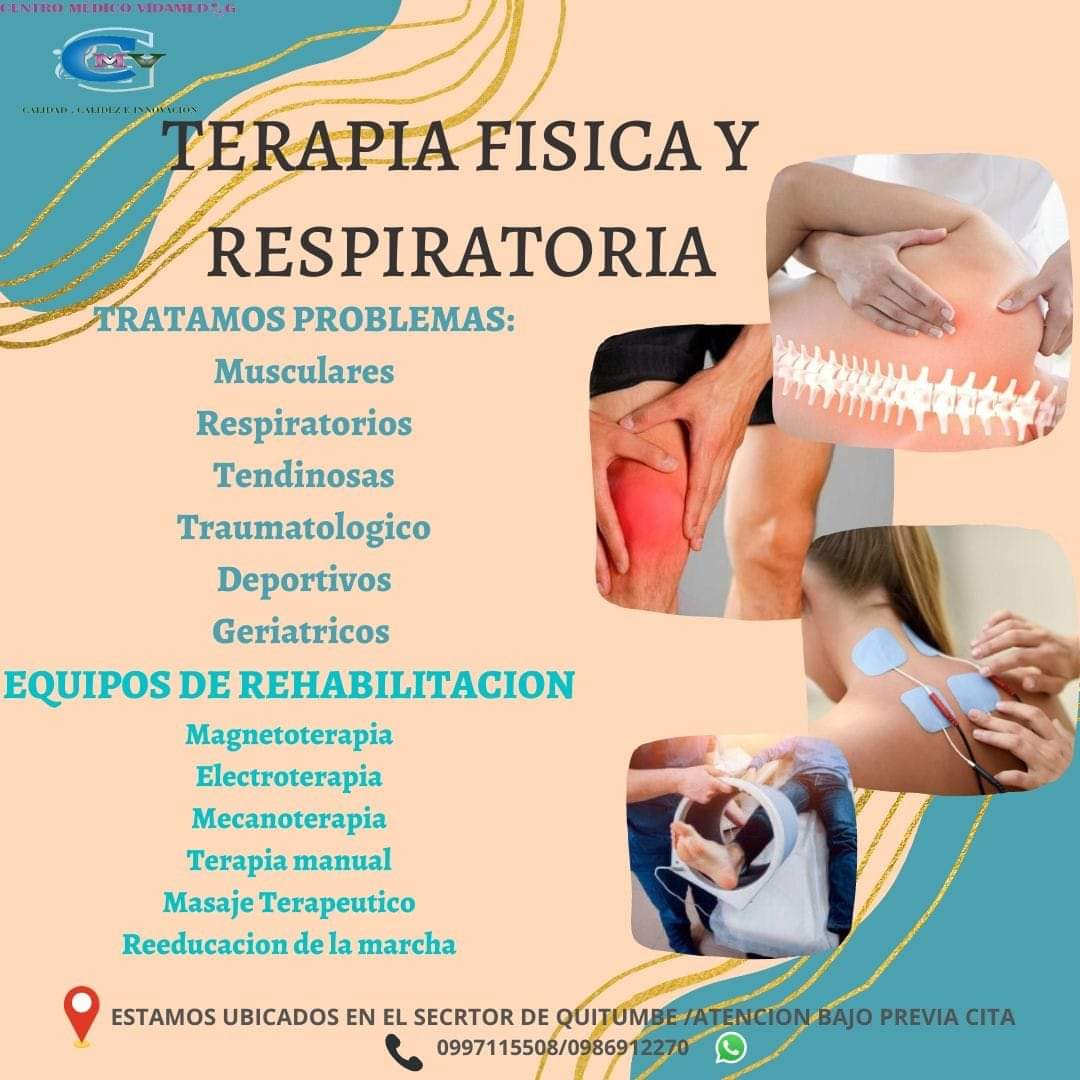 CENTRO MEDICO VIDAMED
CMV
CALIDAD , CALIDEZ E INNOVACIÓN
TERAPIA FISICA Y
RESPIRATORIA
TRATAMOS PROBLEMAS:
Musculares
Respiratorios
Tendinosas
Traumatologico
Deportivos
Geriatricos
EQUIPOS DE REHABILITACION
Magnetoterapia
Electroterapia
Mecanoterapia
Terapia manual
Masaje Terapeutico
Reeducacion de la marcha
ESTAMOS UBICADOS EN EL SECRTOR DE QUITUMBE /ATENCION BAJO PREVIA CITA
0997115508/0986912270